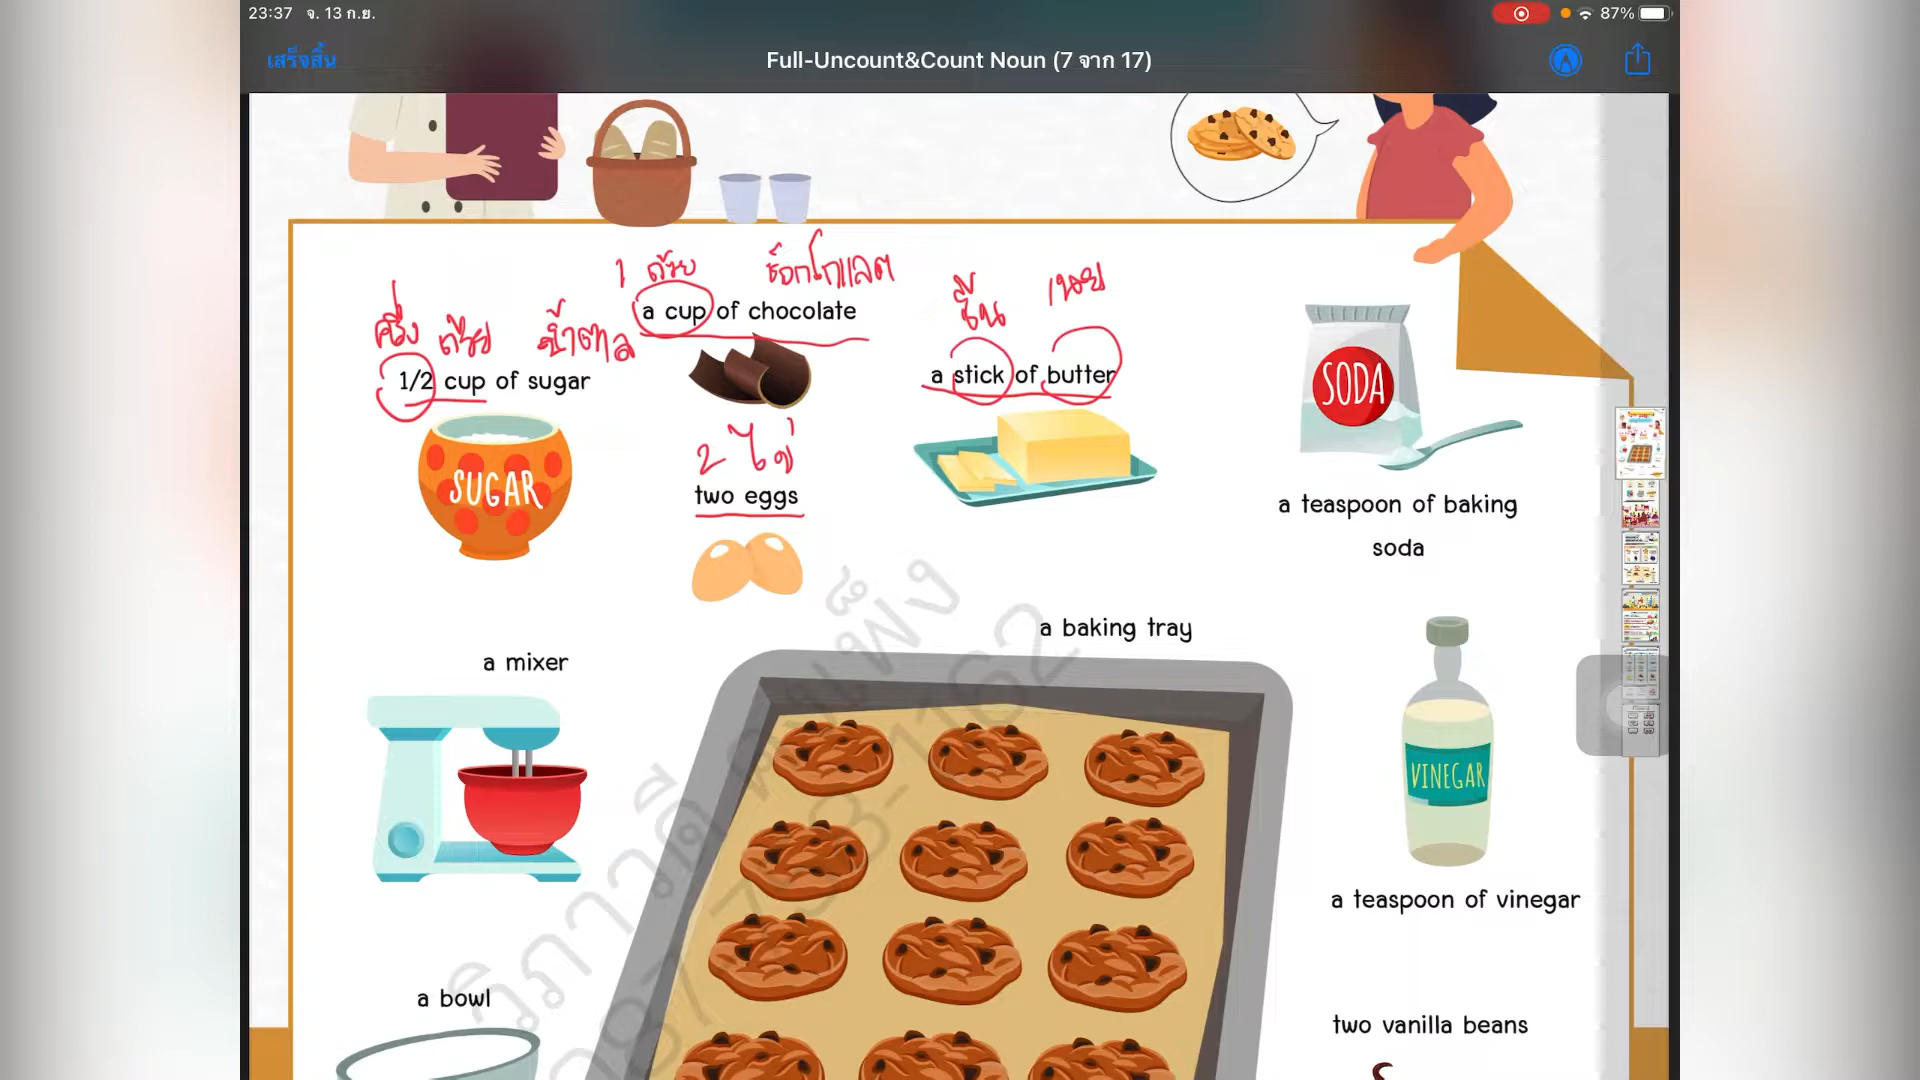 23:37 จ. 13 ก.ย.
87%
เสร็จสิ้น
Full-Uncount&Count Noun (7 จาก 17)
1 ถ้วย ช็อกโกแลต
a cup of chocolate
ครึ่ง ถ้วย น้ำตาล
1/2 cup of sugar
ชิ้น เนย
a stick of butter
SODA
SUGAR
2 ไข่
two eggs
a teaspoon of baking
soda
a baking tray
a mixer
VINEGAR
a teaspoon of vinegar
a bowl
two vanilla beans